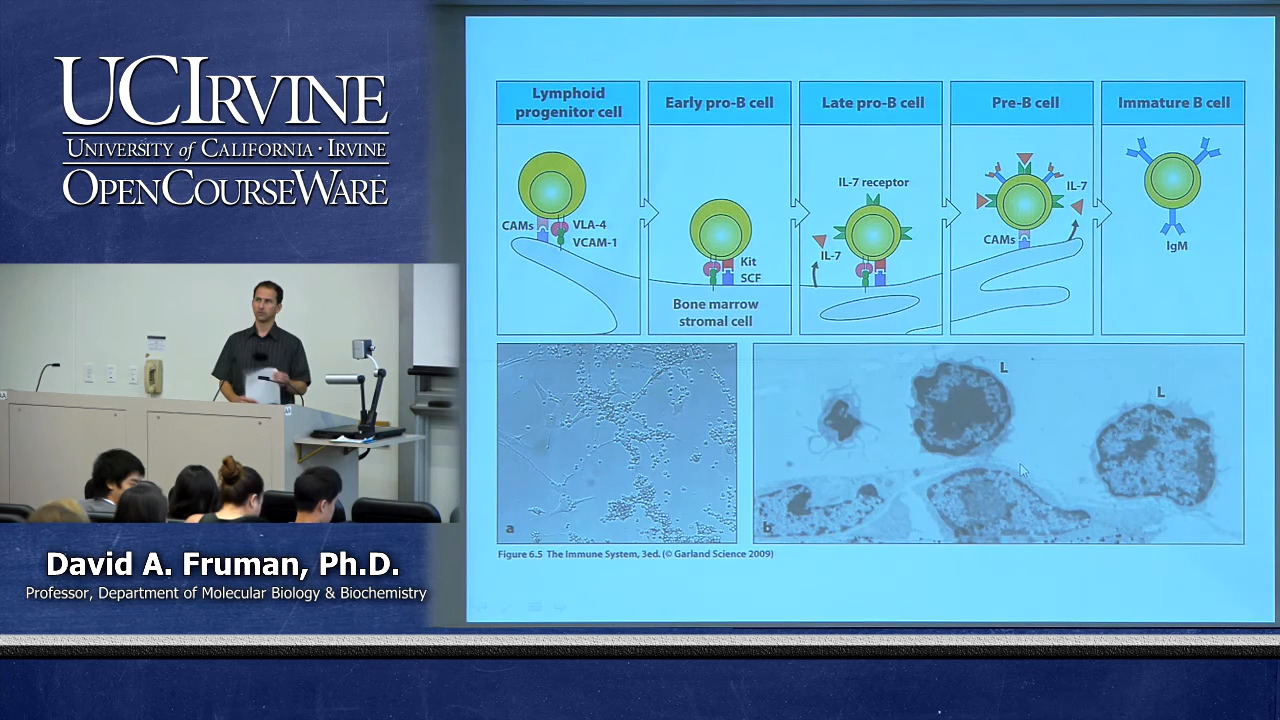 UCIRVINE
UNIVERSITY of CALIFORNIA · IRVINE
OPENCOURSEWARE
David A. Fruman, Ph.D.
Professor, Department of Molecular Biology & Biochemistry
Lymphoid
progenitor cell
Early pro-B cell
Late pro-B cell
Pre-B cell
Immature B cell
CAMs
VLA-4
VCAM-1
Kit
SCF
Bone marrow
stromal cell
IL-7 receptor
IL-7
IL-7
CAMs
IgM
a
L
L
b
Figure 6.5 The Immune System, 3ed. (© Garland Science 2009)